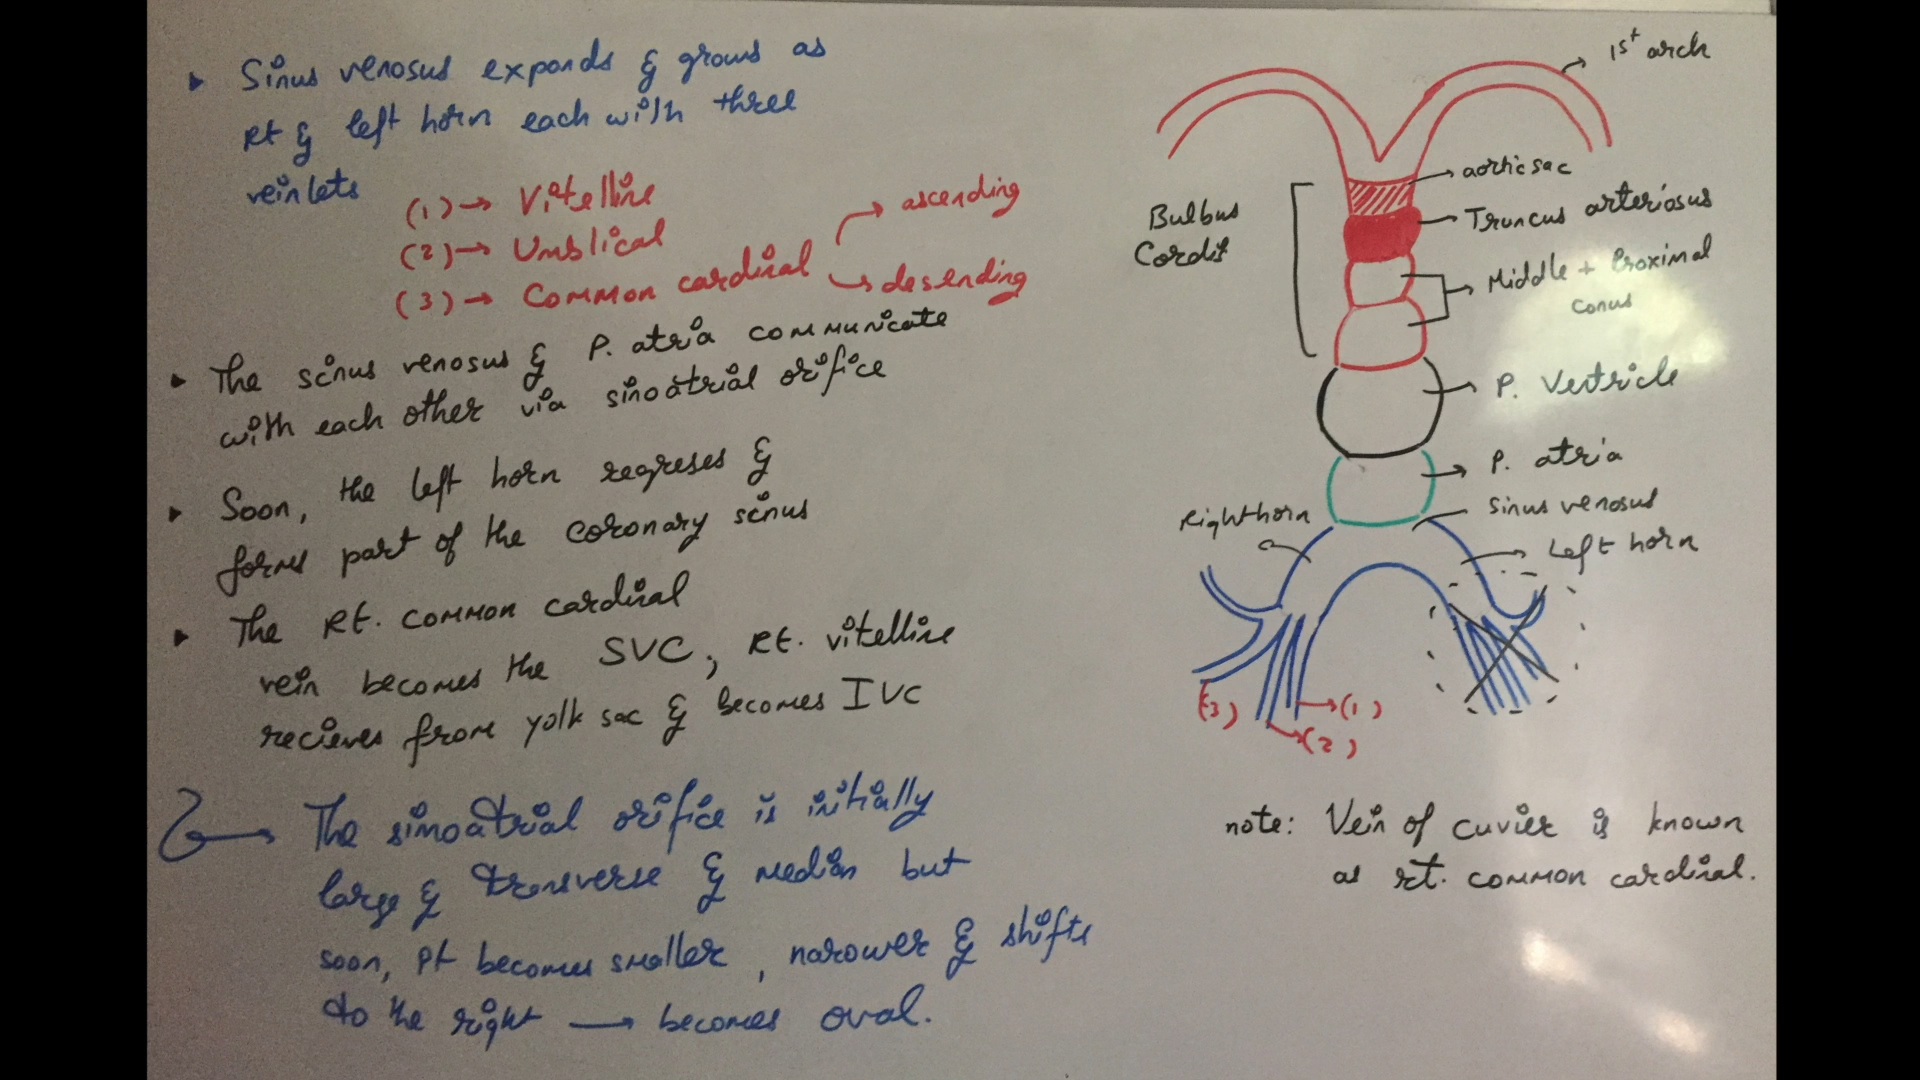 ▸ Sinus venosus expands & grows as
Rt & left horn each with three
veinlets
(1)→ Vitelline
(2)→ Umblical
(3)→ Common cardinal
→ ascending
→ desending
▸ The sinus venosus & P. atria communicate
with each other via sinoatrial orifice
▸ Soon, the left horn regreses &
forms part of the coronary sinus
▸ The Rt. common cardinal
vein becomes the SVC; Rt. vitelline
recieves from yolk sac & becomes IVC
→ The sinoatrial orifice is initially
large & transverse & median but
soon, it becomes smaller, narower & shifts
to the right → becomes oval.
1st arch
aortic sac
Truncus arteriosus
Bulbus
Cordis
Middle + Proximal
conus
P. Ventricle
P. atria
Sinus venosus
Right horn
Left horn
(3)
(1)
(2)
note: Vein of cuvier is known
as rt. common cardinal.